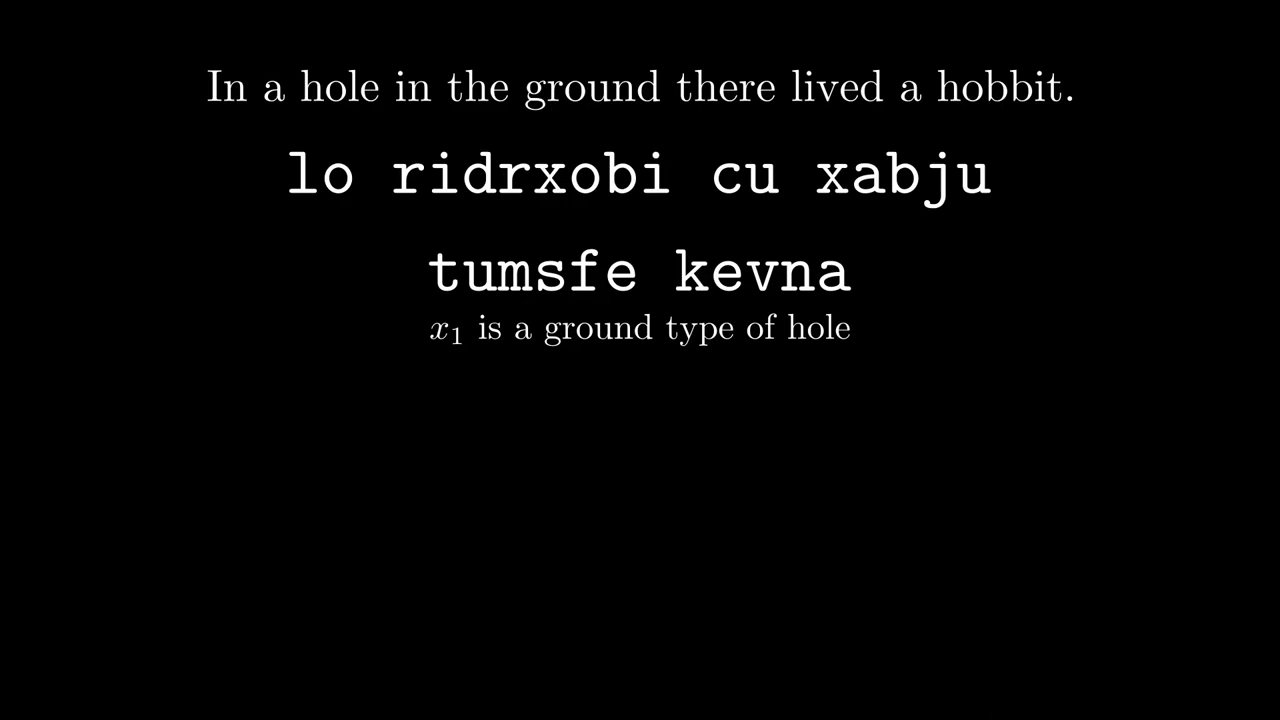 In a hole in the ground there lived a hobbit.
lo ridrxobi cu xabju
tumsfe kevna
x₁ is a ground type of hole